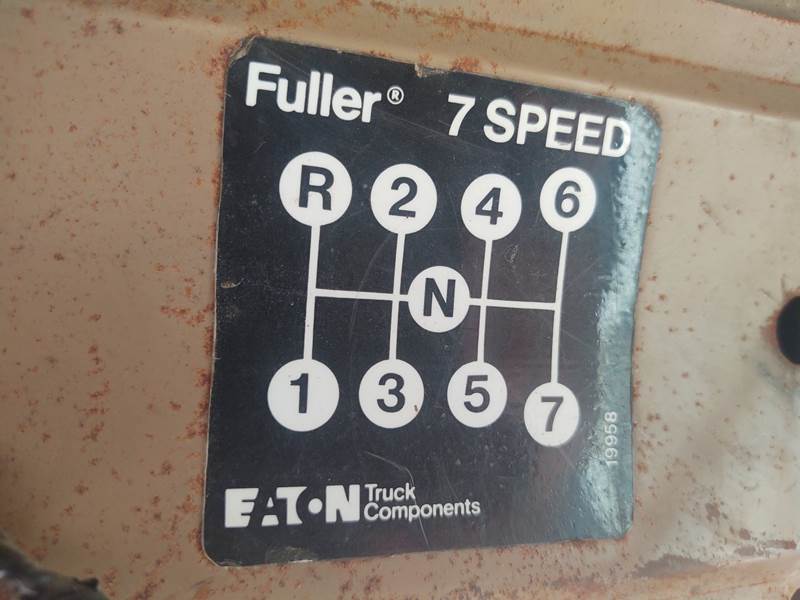 Fuller® 7 SPEED
R 2 4 6
N
1 3 5 7
19958
EATON Truck Components